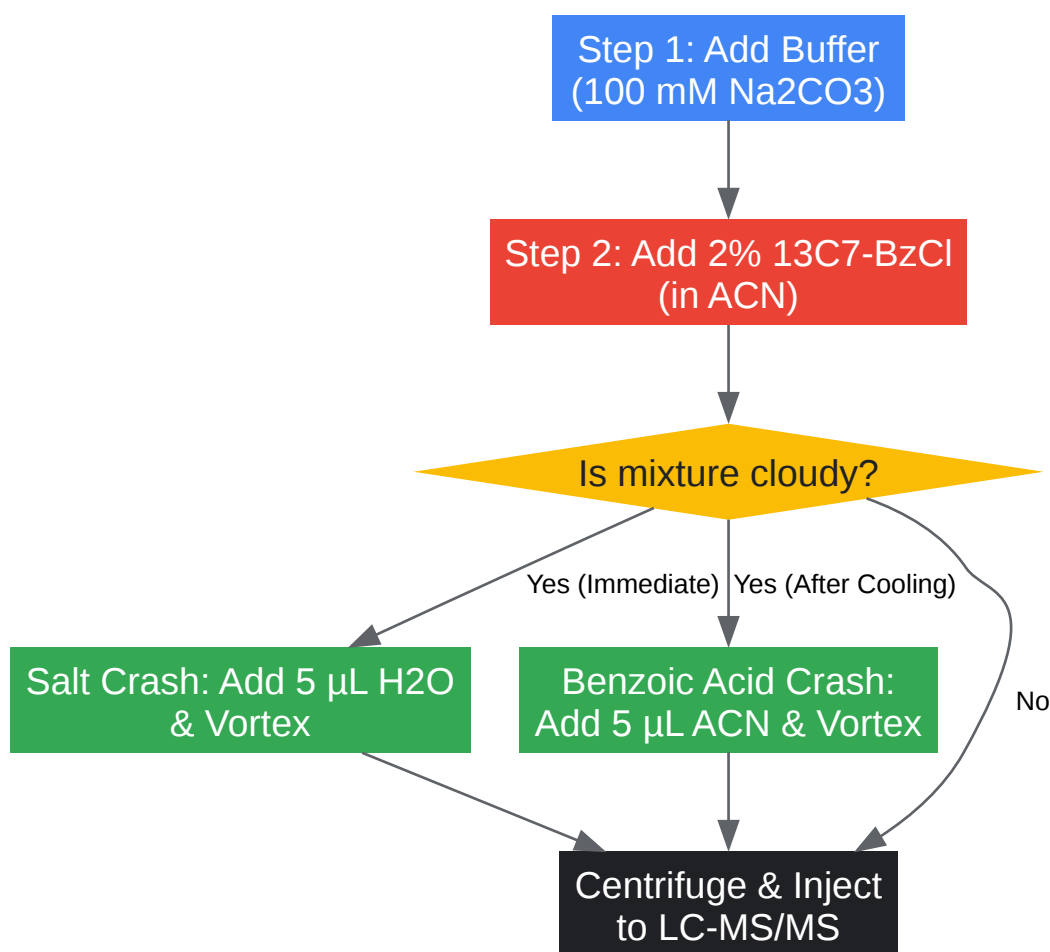 Step 1: Add Buffer
(100 mM Na2CO3)
Step 2: Add 2% 13C7-BzCl
(in ACN)
Is mixture cloudy?
Yes (Immediate)
Yes (After Cooling)
No
Salt Crash: Add 5 µL H2O
& Vortex
Benzoic Acid Crash:
Add 5 µL ACN & Vortex
Centrifuge & Inject
to LC-MS/MS